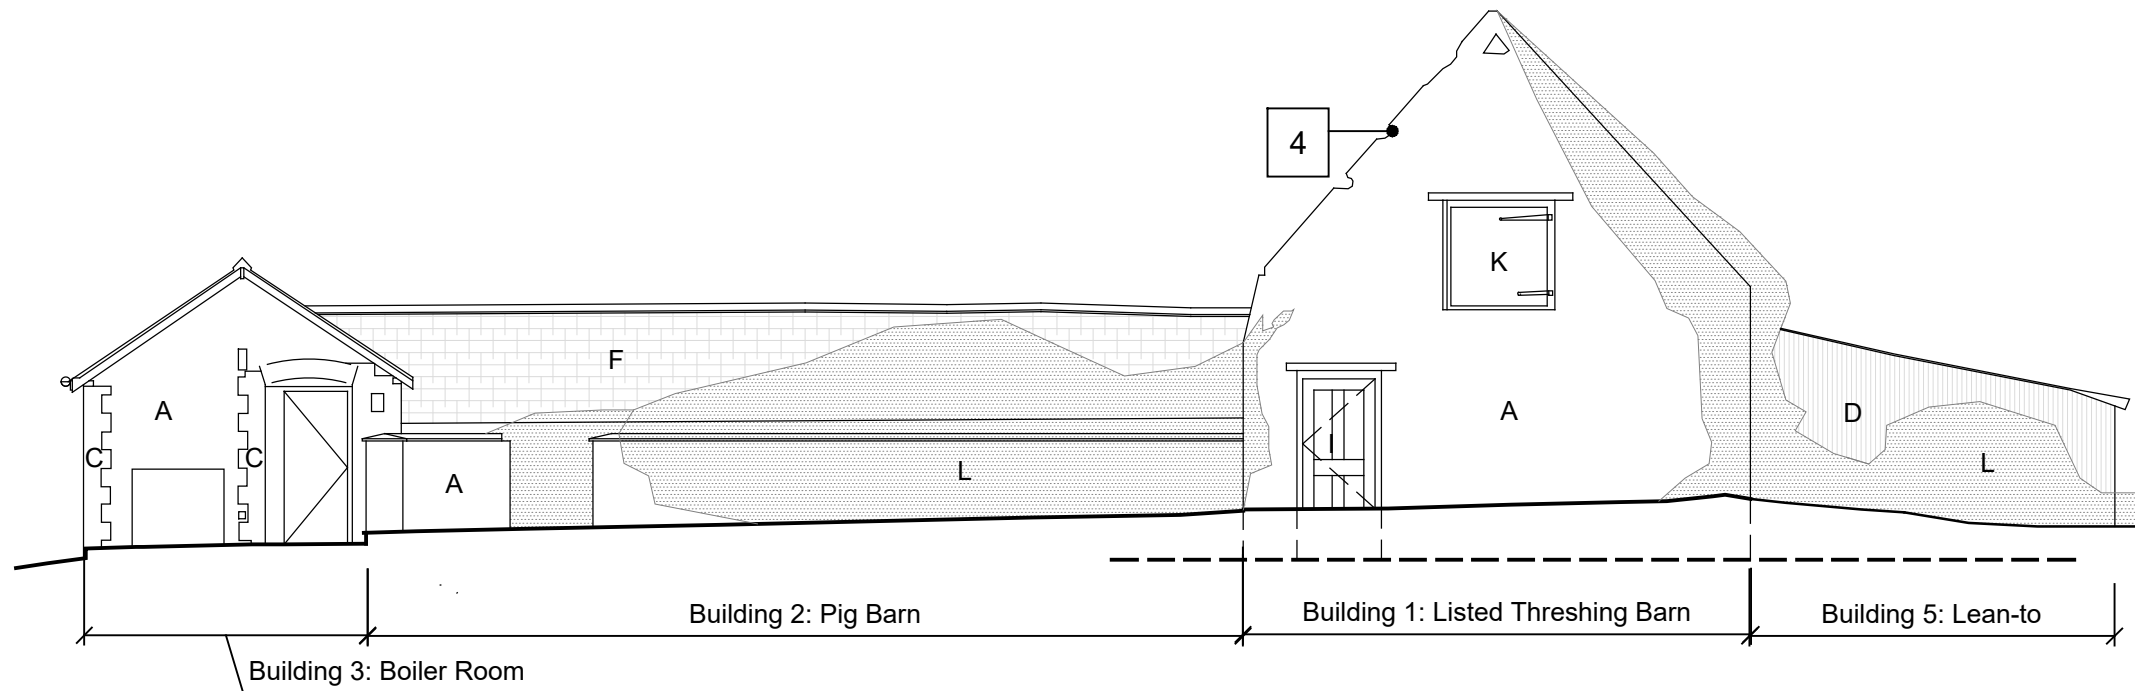 4
K
F
A
A
D
C
C
I
L
L
A
Building 2: Pig Barn
Building 1: Listed Threshing Barn
Building 5: Lean-to
Building 3: Boiler Room